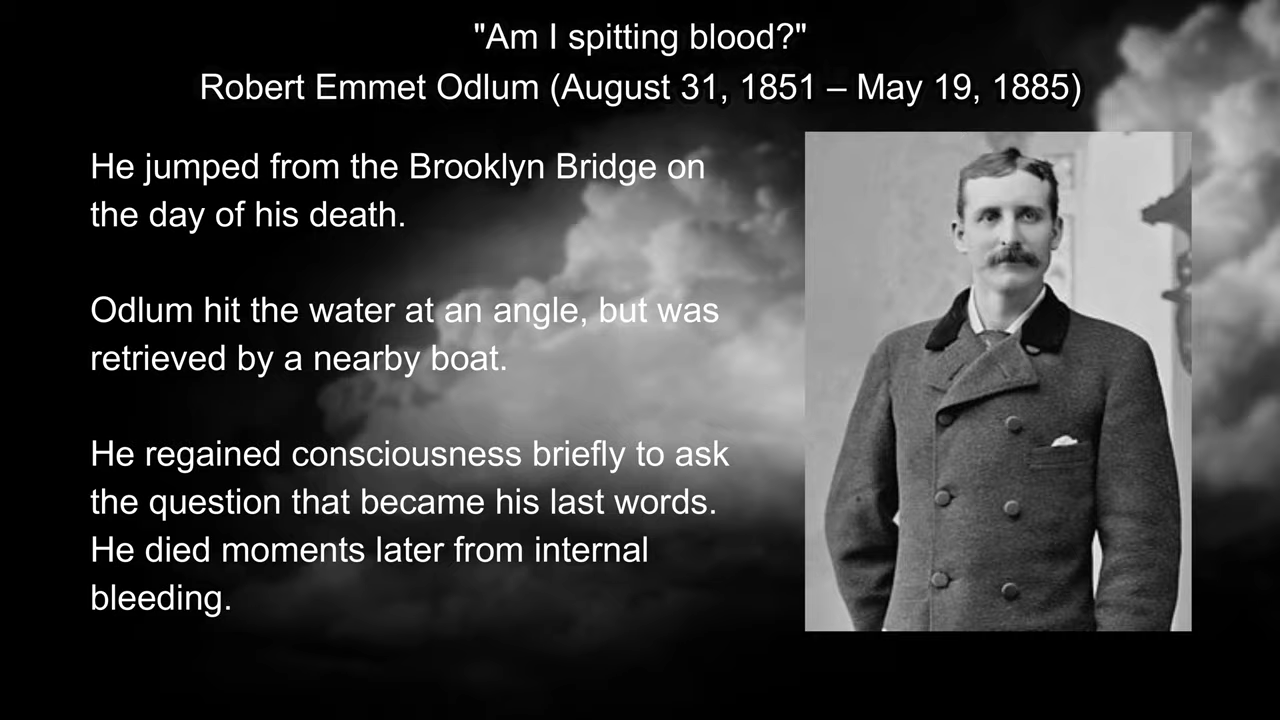 "Am I spitting blood?"
Robert Emmet Odlum (August 31, 1851 – May 19, 1885)
He jumped from the Brooklyn Bridge on
the day of his death.
Odlum hit the water at an angle, but was
retrieved by a nearby boat.
He regained consciousness briefly to ask
the question that became his last words.
He died moments later from internal
bleeding.